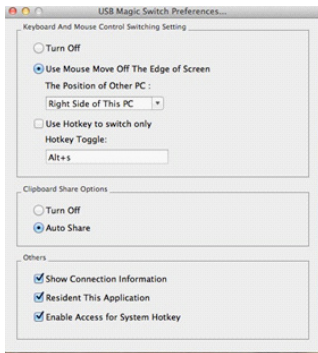 USB Magic Switch Preferences...
Keyboard And Mouse Control Switching Setting
Turn Off
Use Mouse Move Off The Edge of Screen
The Position of Other PC :
Right Side of This PC
Use Hotkey to switch only
Hotkey Toggle:
Alt+s
Clipboard Share Options
Turn Off
Auto Share
Others
Show Connection Information
Resident This Application
Enable Access for System Hotkey